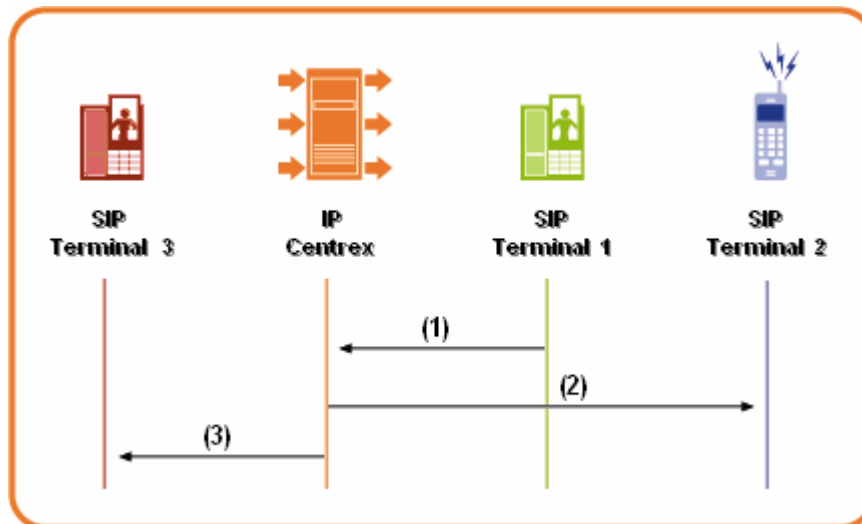 SIP
Terminal 3
IP
Centrex
SIP
Terminal 1
SIP
Terminal 2
(1)
(2)
(3)